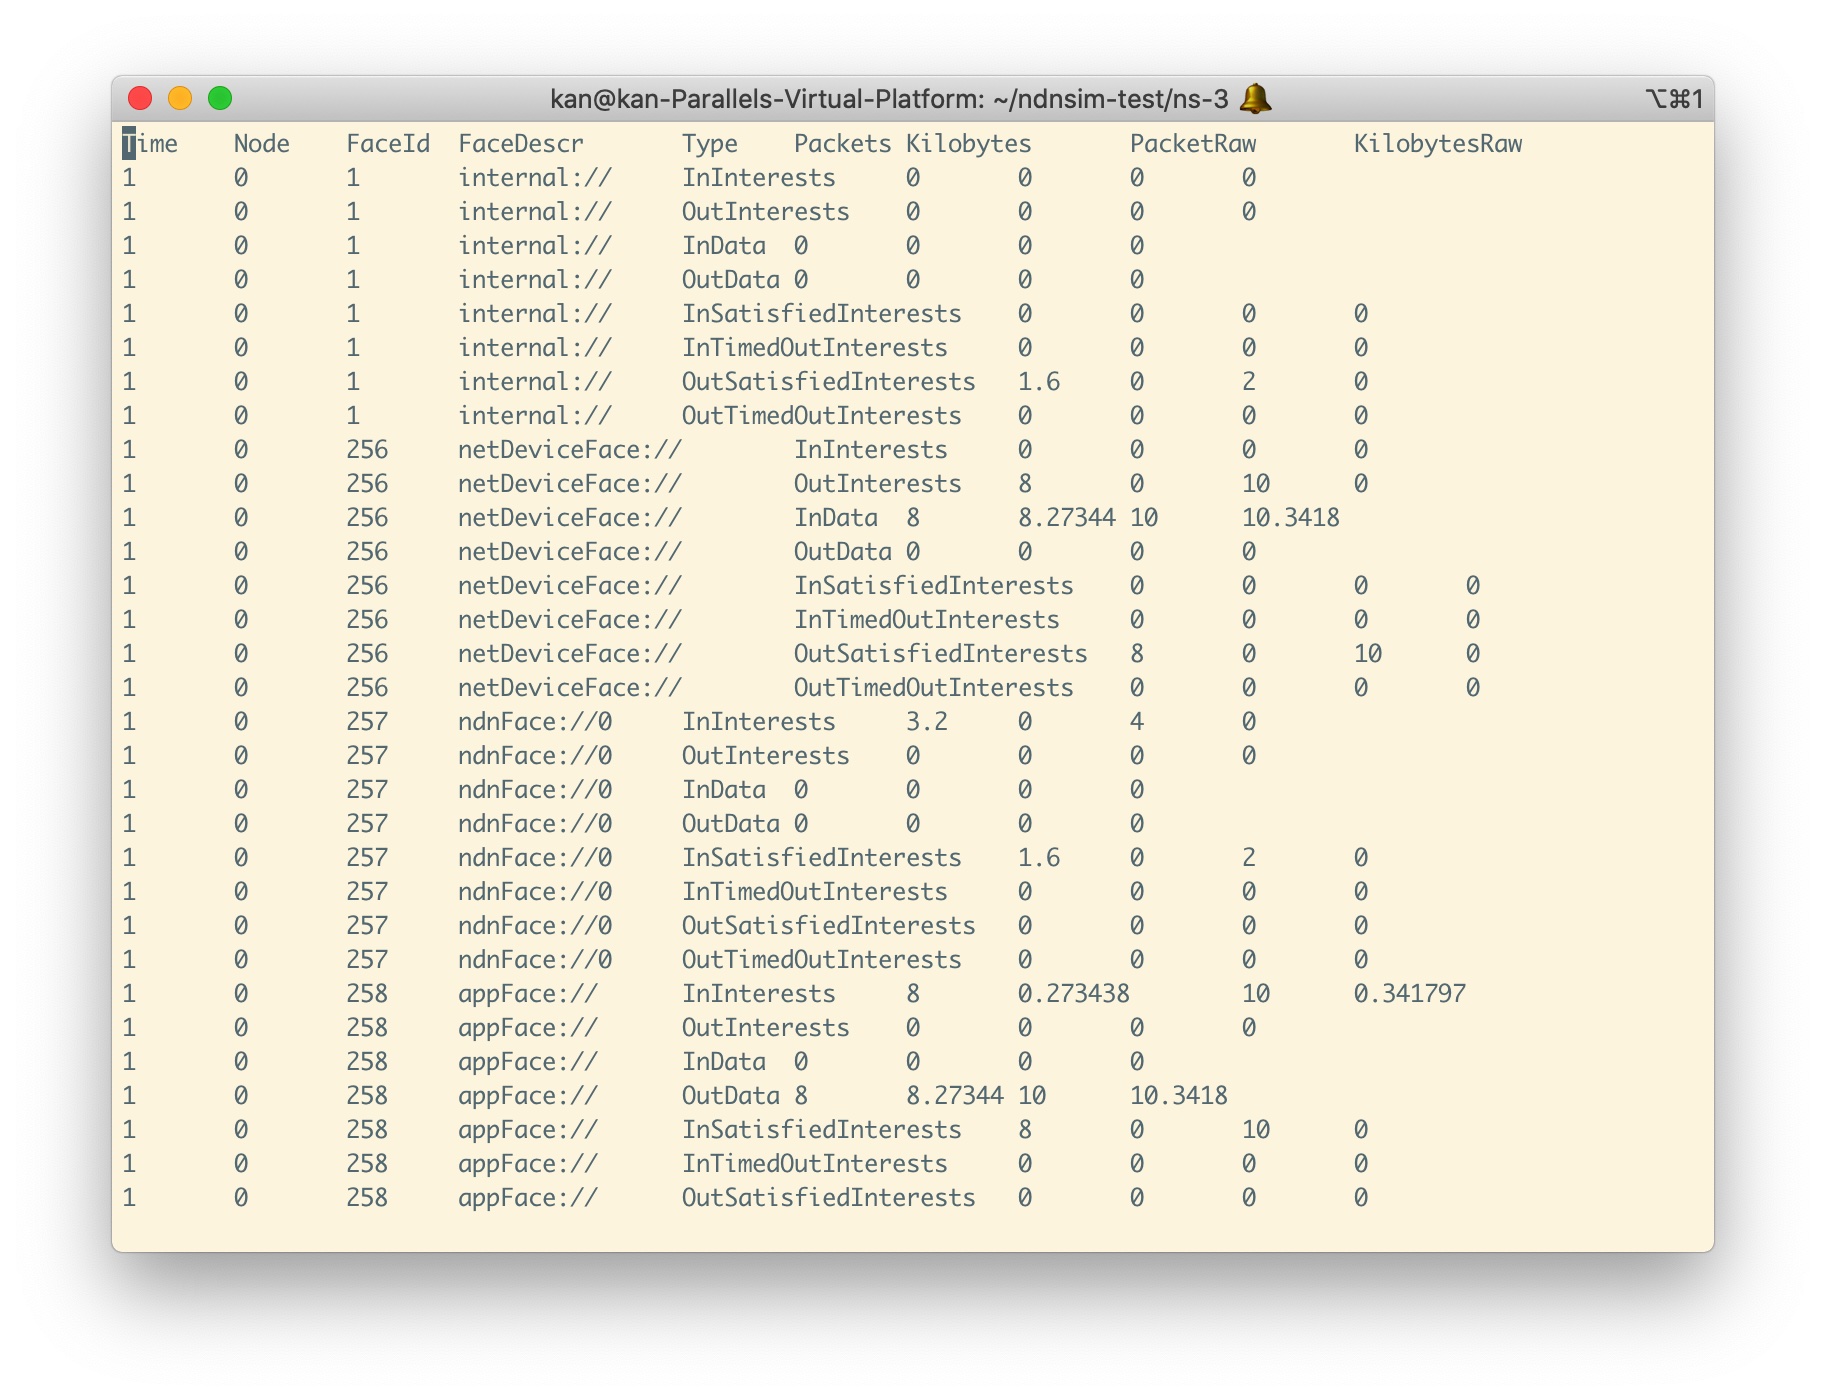 kan@kan-Parallels-Virtual-Platform: ~/ndnsim-test/ns-3 🔔 ⌥⌘1
Time Node FaceId FaceDescr Type Packets Kilobytes PacketRaw KilobytesRaw
1 0 1 internal:// InInterests 0 0 0 0
1 0 1 internal:// OutInterests 0 0 0 0
1 0 1 internal:// InData 0 0 0 0
1 0 1 internal:// OutData 0 0 0 0
1 0 1 internal:// InSatisfiedInterests 0 0 0 0
1 0 1 internal:// InTimedOutInterests 0 0 0 0
1 0 1 internal:// OutSatisfiedInterests 1.6 0 2 0
1 0 1 internal:// OutTimedOutInterests 0 0 0 0
1 0 256 netDeviceFace:// InInterests 0 0 0 0
1 0 256 netDeviceFace:// OutInterests 8 0 10 0
1 0 256 netDeviceFace:// InData 8 8.27344 10 10.3418
1 0 256 netDeviceFace:// OutData 0 0 0 0
1 0 256 netDeviceFace:// InSatisfiedInterests 0 0 0 0
1 0 256 netDeviceFace:// InTimedOutInterests 0 0 0 0
1 0 256 netDeviceFace:// OutSatisfiedInterests 8 0 10 0
1 0 256 netDeviceFace:// OutTimedOutInterests 0 0 0 0
1 0 257 ndnFace://0 InInterests 3.2 0 4 0
1 0 257 ndnFace://0 OutInterests 0 0 0 0
1 0 257 ndnFace://0 InData 0 0 0 0
1 0 257 ndnFace://0 OutData 0 0 0 0
1 0 257 ndnFace://0 InSatisfiedInterests 1.6 0 2 0
1 0 257 ndnFace://0 InTimedOutInterests 0 0 0 0
1 0 257 ndnFace://0 OutSatisfiedInterests 0 0 0 0
1 0 257 ndnFace://0 OutTimedOutInterests 0 0 0 0
1 0 258 appFace:// InInterests 8 0.273438 10 0.341797
1 0 258 appFace:// OutInterests 0 0 0 0
1 0 258 appFace:// InData 0 0 0 0
1 0 258 appFace:// OutData 8 8.27344 10 10.3418
1 0 258 appFace:// InSatisfiedInterests 8 0 10 0
1 0 258 appFace:// InTimedOutInterests 0 0 0 0
1 0 258 appFace:// OutSatisfiedInterests 0 0 0 0